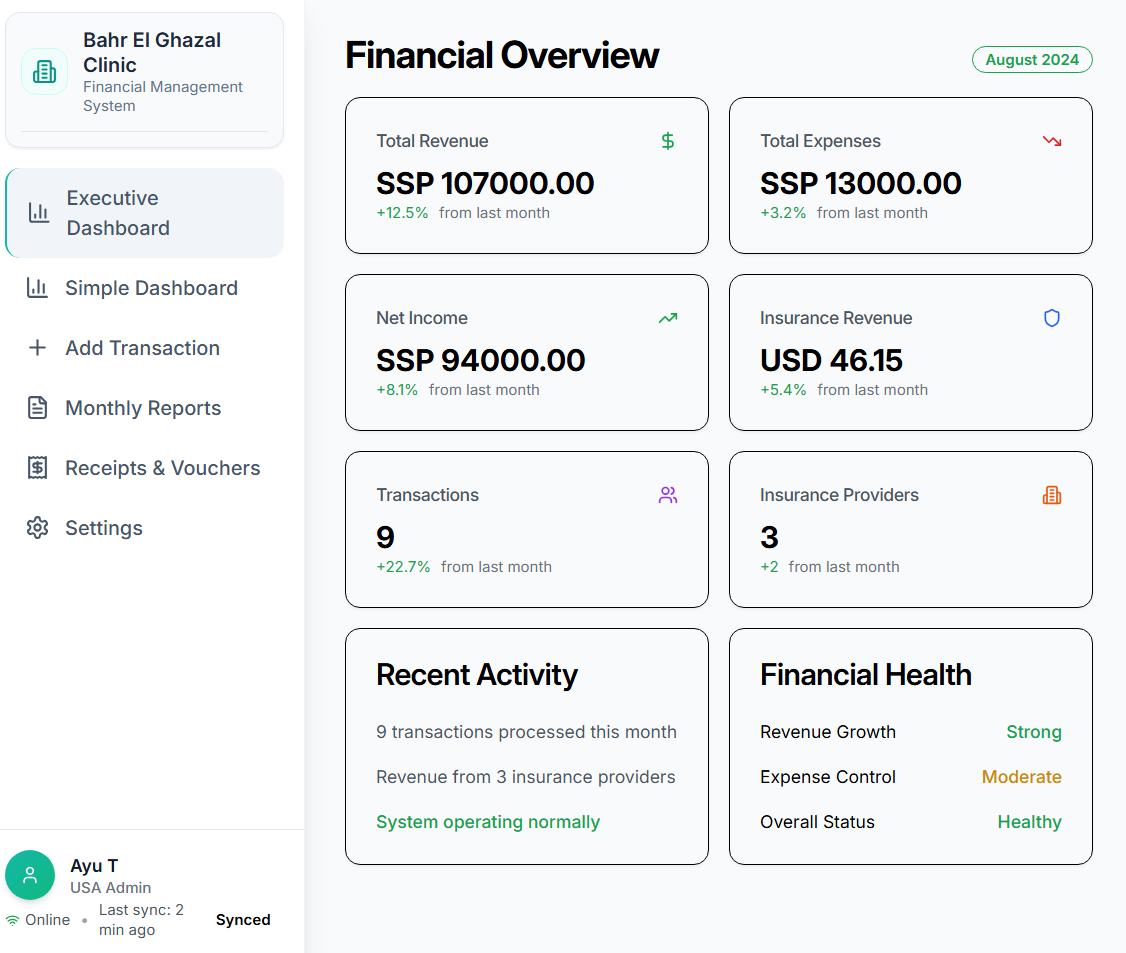 Bahr El Ghazal
Clinic
Financial Management
System
Executive
Dashboard
Simple Dashboard
Add Transaction
Monthly Reports
Receipts & Vouchers
Settings
Ayu T
USA Admin
Online • Last sync: 2
min ago
Synced
Financial Overview
August 2024
Total Revenue
SSP 107000.00
+12.5% from last month
Total Expenses
SSP 13000.00
+3.2% from last month
Net Income
SSP 94000.00
+8.1% from last month
Insurance Revenue
USD 46.15
+5.4% from last month
Transactions
9
+22.7% from last month
Insurance Providers
3
+2 from last month
Recent Activity
9 transactions processed this month
Revenue from 3 insurance providers
System operating normally
Financial Health
Revenue Growth Strong
Expense Control Moderate
Overall Status Healthy